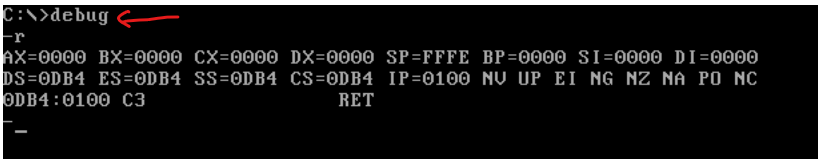 C:\>debug
-r
AX=0000 BX=0000 CX=0000 DX=0000 SP=FFFE BP=0000 SI=0000 DI=0000
DS=0DB4 ES=0DB4 SS=0DB4 CS=0DB4 IP=0100 NV UP EI NG NZ NA PO NC
0DB4:0100 C3 RET
-_